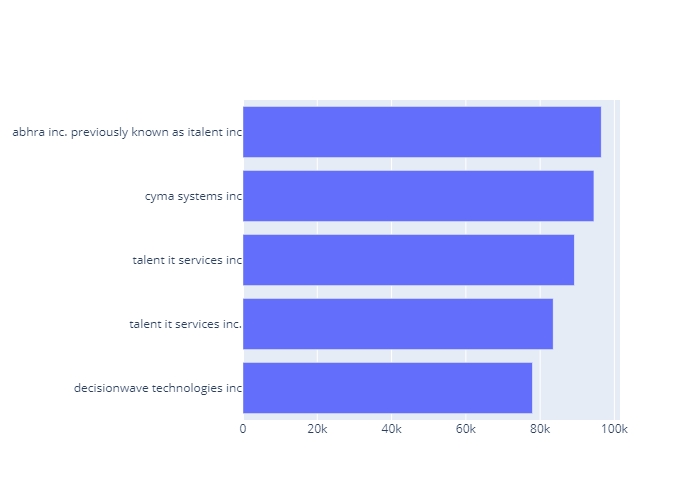 abhra inc. previously known as italent inc
cyma systems inc
talent it services inc
talent it services inc.
decisionwave technologies inc
0 20k 40k 60k 80k 100k